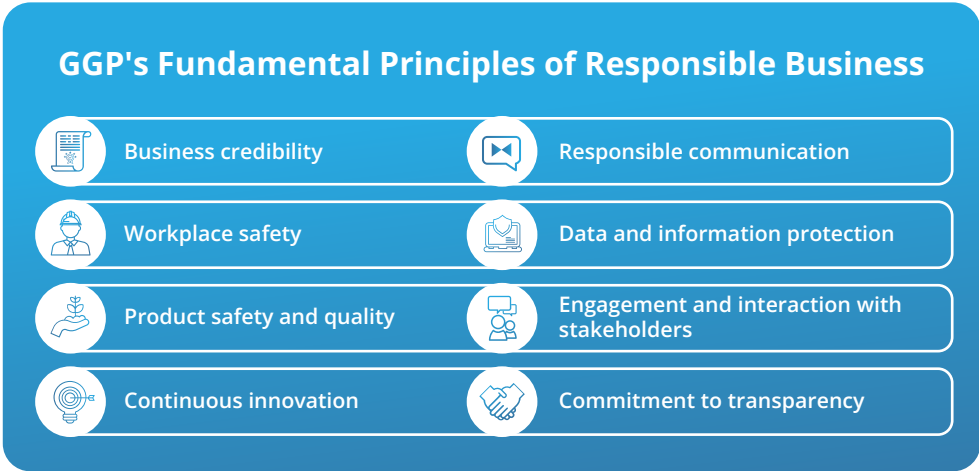 GGP's Fundamental Principles of Responsible Business
Business credibility
Responsible communication
Workplace safety
Data and information protection
Product safety and quality
Engagement and interaction with
stakeholders
Continuous innovation
Commitment to transparency